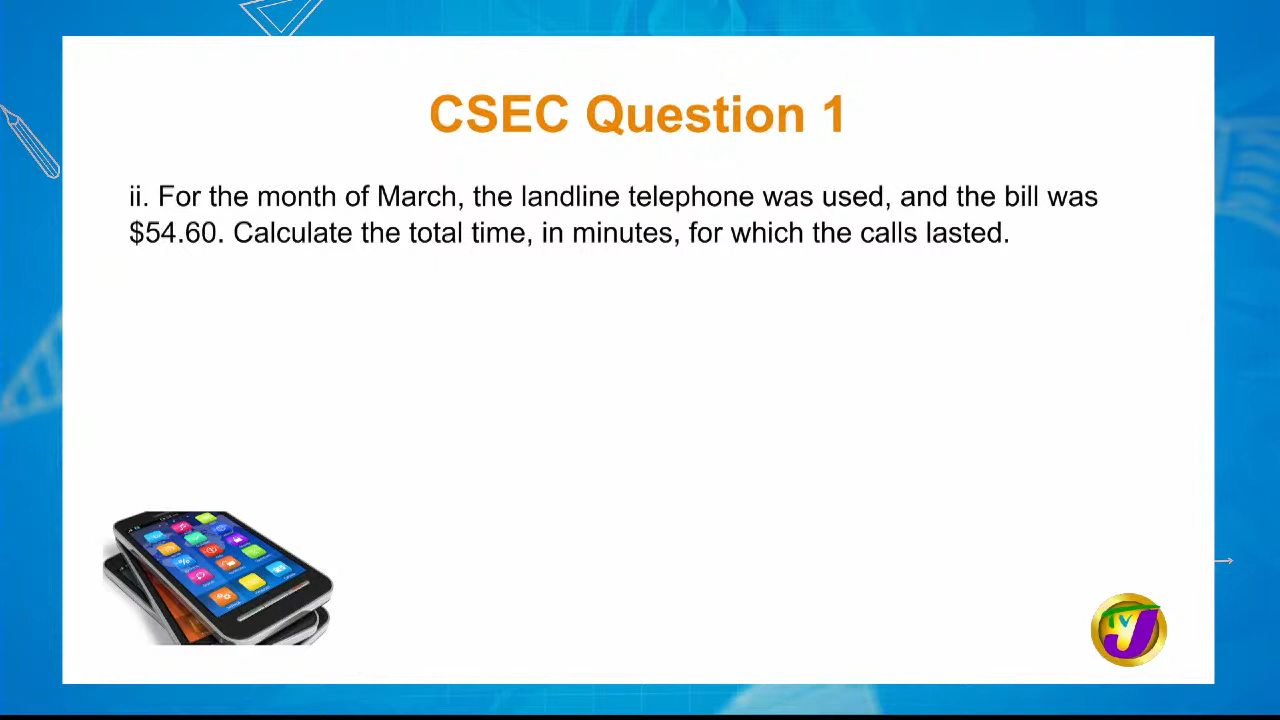 CSEC Question 1
ii. For the month of March, the landline telephone was used, and the bill was
$54.60. Calculate the total time, in minutes, for which the calls lasted.
TVJ